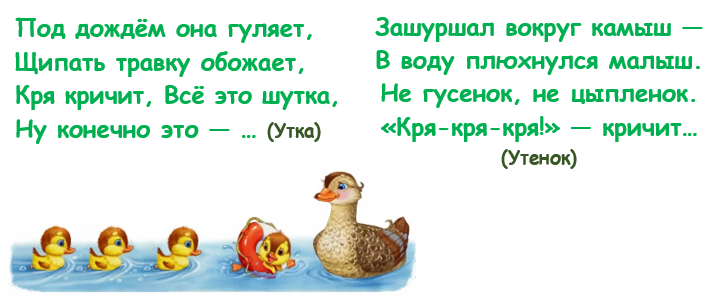 Под дождём она гуляет,
Щипать травку обожает,
Кря кричит, Всё это шутка,
Ну конечно это — … (Утка)
Зашуршал вокруг камыш —
В воду плюхнулся малыш.
Не гусенок, не цыпленок.
«Кря-кря-кря!» — кричит…
(Утенок)